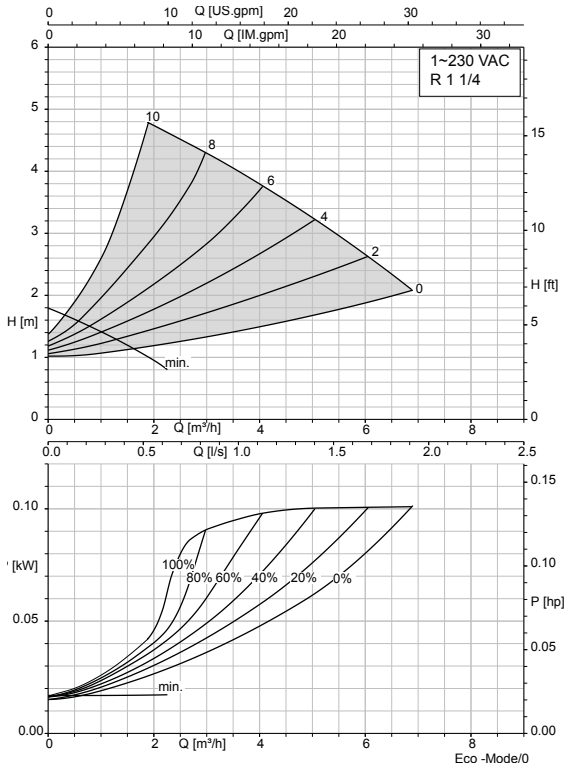 0 10 Q [US.gpm] 20 30
0 10 Q [IM.gpm] 20 30
6
1~230 VAC
R 1 1/4
5
10
15
8
4
6
4
3
10
2
2
0
H [ft]
H [m]
5
1
min.
0
0
0 2 Q [m³/h] 4 6 8
0.0 0.5 Q [l/s] 1.0 1.5 2.0 2.5
0.15
0.10
100%
[kW]
80% 60% 40% 20% 0%
0.10
P [hp]
0.05
0.05
min.
0.00
0.00
0 2 Q [m³/h] 4 6 8
Eco -Mode/0